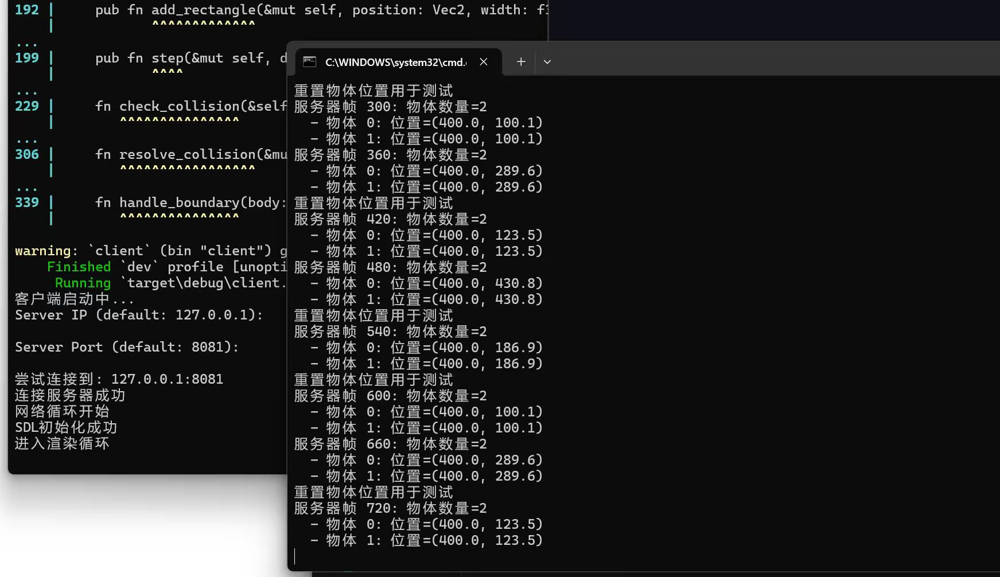 192 |     pub fn add_rectangle(&mut self, position: Vec2, width: f3
    |            ^^^^^^^^^^^^^
...
199 |     pub fn step(&mut self, d
    |            ^^^^
...
229 |     fn check_collision(&self
    |        ^^^^^^^^^^^^^^^
...
306 |     fn resolve_collision(&mu
    |        ^^^^^^^^^^^^^^^^^
...
339 |     fn handle_boundary(body:
    |        ^^^^^^^^^^^^^^^
warning: `client` (bin "client") g
    Finished `dev` profile [unopti
     Running `target\debug\client.
客户端启动中...
Server IP (default: 127.0.0.1):
Server Port (default: 8081):
尝试连接到: 127.0.0.1:8081
连接服务器成功
网络循环开始
SDL初始化成功
进入渲染循环
C:\WINDOWS\system32\cmd.
重置物体位置用于测试
服务器帧 300: 物体数量=2
  - 物体 0: 位置=(400.0, 100.1)
  - 物体 1: 位置=(400.0, 100.1)
服务器帧 360: 物体数量=2
  - 物体 0: 位置=(400.0, 289.6)
  - 物体 1: 位置=(400.0, 289.6)
重置物体位置用于测试
服务器帧 420: 物体数量=2
  - 物体 0: 位置=(400.0, 123.5)
  - 物体 1: 位置=(400.0, 123.5)
服务器帧 480: 物体数量=2
  - 物体 0: 位置=(400.0, 430.8)
  - 物体 1: 位置=(400.0, 430.8)
重置物体位置用于测试
服务器帧 540: 物体数量=2
  - 物体 0: 位置=(400.0, 186.9)
  - 物体 1: 位置=(400.0, 186.9)
重置物体位置用于测试
服务器帧 600: 物体数量=2
  - 物体 0: 位置=(400.0, 100.1)
  - 物体 1: 位置=(400.0, 100.1)
服务器帧 660: 物体数量=2
  - 物体 0: 位置=(400.0, 289.6)
  - 物体 1: 位置=(400.0, 289.6)
重置物体位置用于测试
服务器帧 720: 物体数量=2
  - 物体 0: 位置=(400.0, 123.5)
  - 物体 1: 位置=(400.0, 123.5)